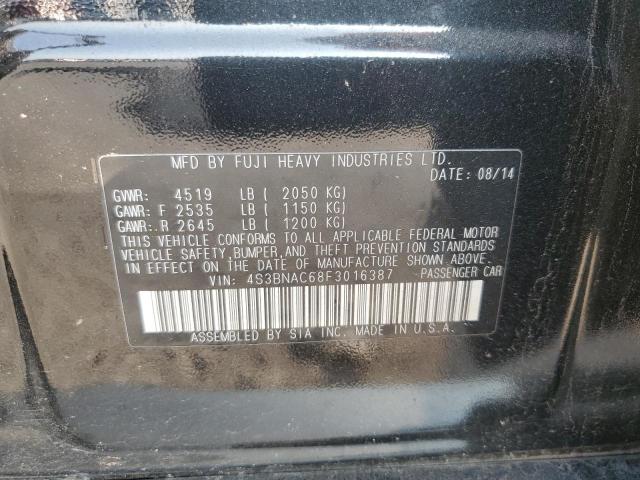 MFD BY FUJI HEAVY INDUSTRIES LTD.
DATE: 08/14
GVWR: 4519 LB ( 2050 KG)
GAWR: F 2535 LB ( 1150 KG)
GAWR: R 2645 LB ( 1200 KG)
THIS VEHICLE CONFORMS TO ALL APPLICABLE FEDERAL MOTOR
VEHICLE SAFETY, BUMPER, AND THEFT PREVENTION STANDARDS
IN EFFECT ON THE DATE OF MANUFACTURE SHOWN ABOVE.
VIN: 4S3BNAC68F3016387 PASSENGER CAR
ASSEMBLED BY SIA INC. MADE IN U.S.A.